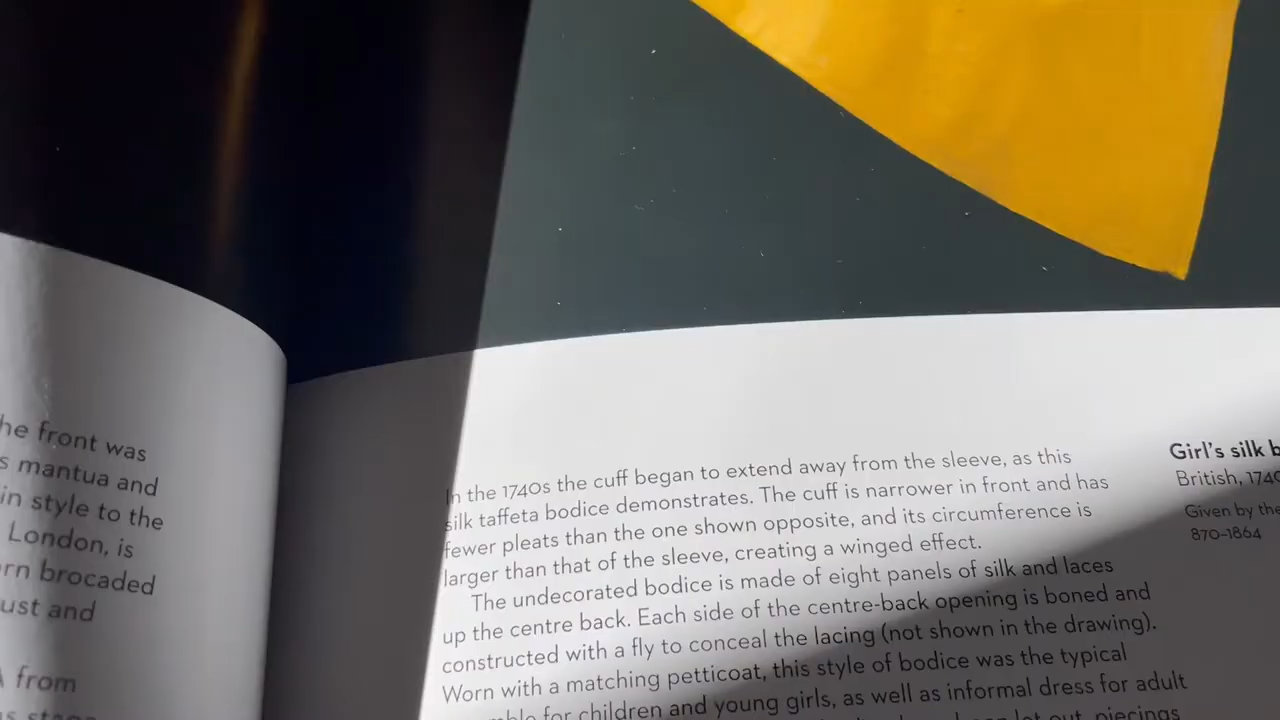 he front was
s mantua and
in style to the
London, is
rn brocaded
ust and
from
In the 1740s the cuff began to extend away from the sleeve, as this
silk taffeta bodice demonstrates. The cuff is narrower in front and has
fewer pleats than the one shown opposite, and its circumference is
larger than that of the sleeve, creating a winged effect.
The undecorated bodice is made of eight panels of silk and laces
up the centre back. Each side of the centre-back opening is boned and
constructed with a fly to conceal the lacing (not shown in the drawing).
Worn with a matching petticoat, this style of bodice was the typical
for children and young girls, as well as informal dress for adult
let out, piecings
Girl's silk b
British, 174
Given by the
870–1864